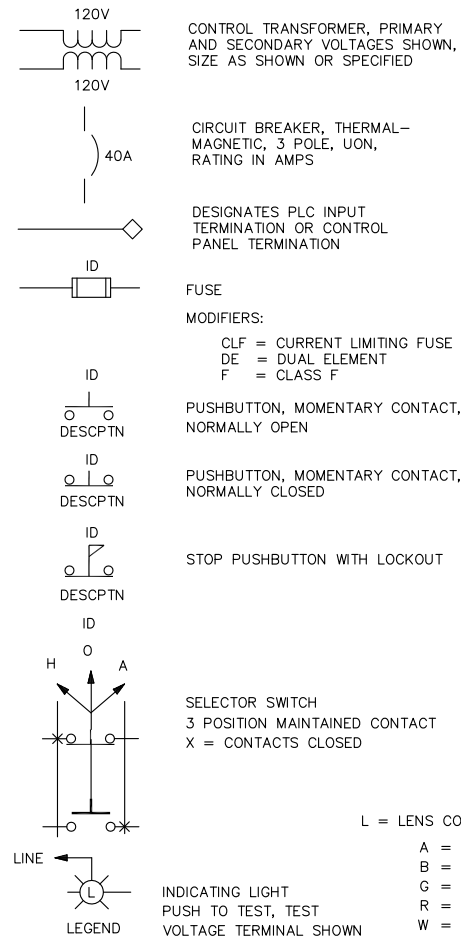 120V
CONTROL TRANSFORMER, PRIMARY
AND SECONDARY VOLTAGES SHOWN,
SIZE AS SHOWN OR SPECIFIED
120V
40A
CIRCUIT BREAKER, THERMAL–
MAGNETIC, 3 POLE, UON,
RATING IN AMPS
DESIGNATES PLC INPUT
TERMINATION OR CONTROL
PANEL TERMINATION
ID
FUSE
MODIFIERS:
CLF = CURRENT LIMITING FUSE
DE = DUAL ELEMENT
F = CLASS F
ID
DESCPTN
PUSHBUTTON, MOMENTARY CONTACT,
NORMALLY OPEN
ID
DESCPTN
PUSHBUTTON, MOMENTARY CONTACT,
NORMALLY CLOSED
ID
DESCPTN
STOP PUSHBUTTON WITH LOCKOUT
ID
O
H A
SELECTOR SWITCH
3 POSITION MAINTAINED CONTACT
X = CONTACTS CLOSED
LINE
L
LEGEND
INDICATING LIGHT
PUSH TO TEST, TEST
VOLTAGE TERMINAL SHOWN
L = LENS CO
A =
B =
G =
R =
W =